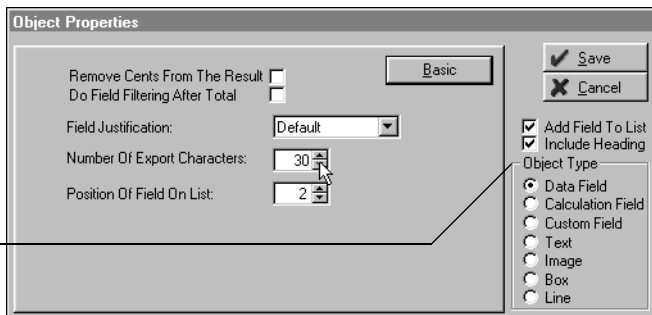 Object Properties
Remove Cents From The Result
Do Field Filtering After Total
Basic
Field Justification:
Default
Number Of Export Characters:
30
Position Of Field On List:
2
Save
Cancel
Add Field To List
Include Heading
Object Type
Data Field
Calculation Field
Custom Field
Text
Image
Box
Line